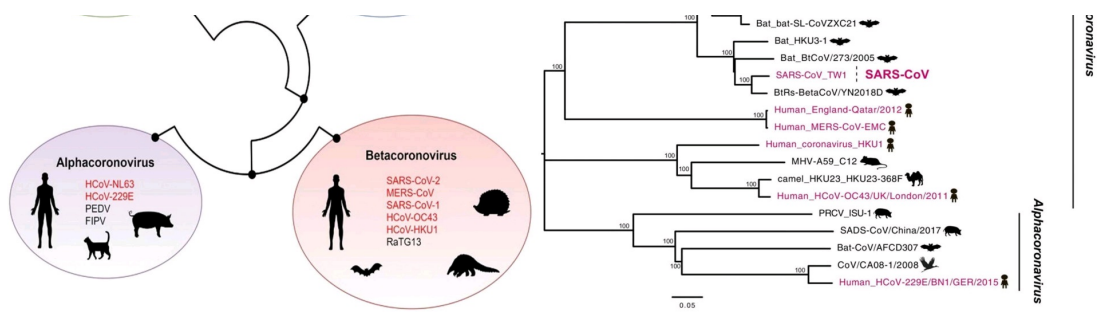 Alphacoronovirus
HCoV-NL63
HCoV-229E
PEDV
FIPV
Betacoronovirus
SARS-CoV-2
MERS-CoV
SARS-CoV-1
HCoV-OC43
HCoV-HKU1
RaTG13
100
Bat_bat-SL-CoVZXC21
Bat_HKU3-1
100
Bat_BtCoV/273/2005
100
SARS-CoV_TW1
SARS-CoV
100
BtRs-BetaCoV/YN2018D
Human_England-Qatar/2012
100
Human_MERS-CoV-EMC
Human_coronavirus_HKU1
100
MHV-A59_C12
100
camel_HKU23_HKU23-368F
100
Human_HCoV-OC43/UK/London/2011
PRCV_ISU-1
100
SADS-CoV/China/2017
100
Bat-CoV/AFCD307
100
CoV/CA08-1/2008
100
Human_HCoV-229E/BN1/GER/2015
0.05
Alphacoronavirus